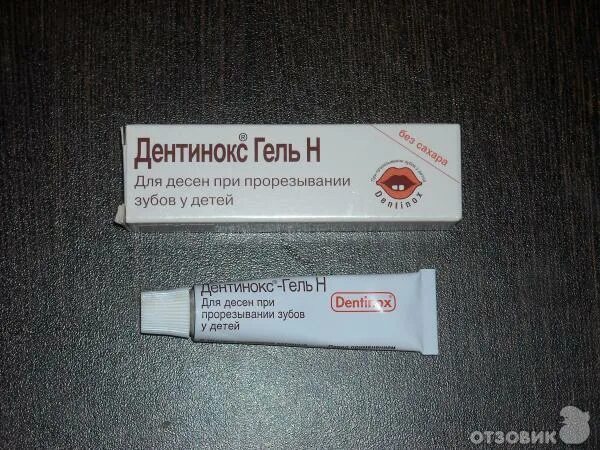 Дентинокс® Гель Н
Для десен при прорезывании
зубов у детей
без сахара
Dentinox
Дентинокс®-Гель Н
Для десен при
прорезывании зубов
у детей
Dentinox®
отзовик